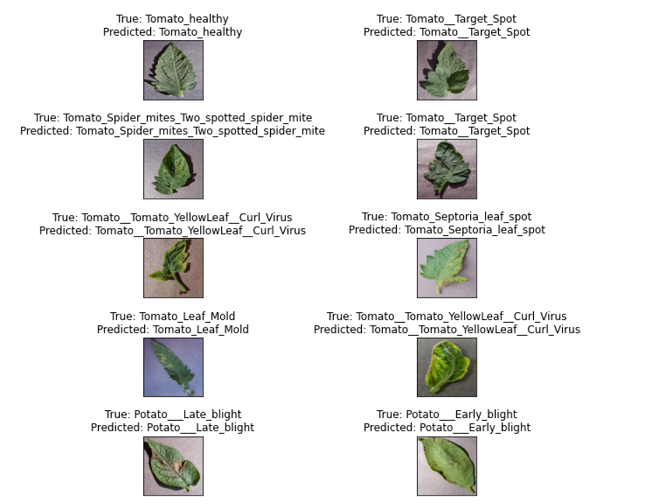 True: Tomato_healthy
Predicted: Tomato_healthy
True: Tomato__Target_Spot
Predicted: Tomato__Target_Spot
True: Tomato_Spider_mites_Two_spotted_spider_mite
Predicted: Tomato_Spider_mites_Two_spotted_spider_mite
True: Tomato__Target_Spot
Predicted: Tomato__Target_Spot
True: Tomato__Tomato_YellowLeaf__Curl_Virus
Predicted: Tomato__Tomato_YellowLeaf__Curl_Virus
True: Tomato_Septoria_leaf_spot
Predicted: Tomato_Septoria_leaf_spot
True: Tomato_Leaf_Mold
Predicted: Tomato_Leaf_Mold
True: Tomato__Tomato_YellowLeaf__Curl_Virus
Predicted: Tomato__Tomato_YellowLeaf__Curl_Virus
True: Potato___Late_blight
Predicted: Potato___Late_blight
True: Potato___Early_blight
Predicted: Potato___Early_blight